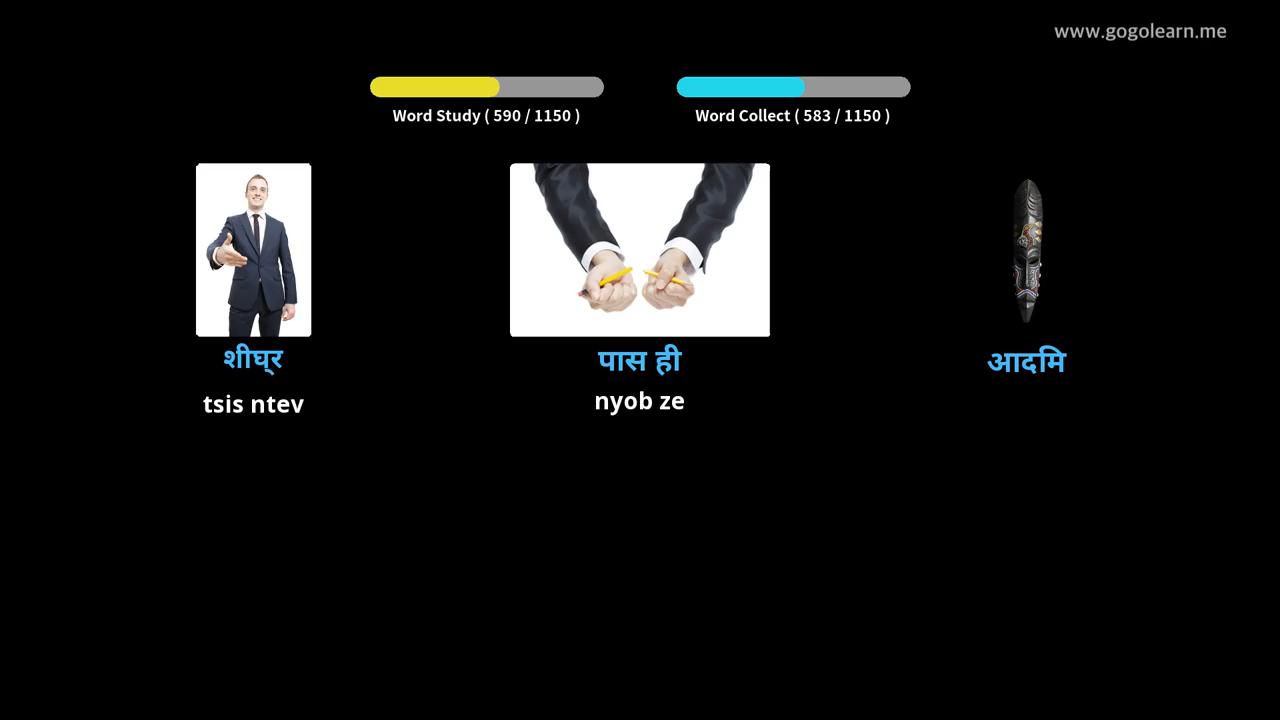 www.gogolearn.me
Word Study ( 590 / 1150 )
Word Collect ( 583 / 1150 )
शीघ्र
पास ही
आदमि
tsis ntev
nyob ze